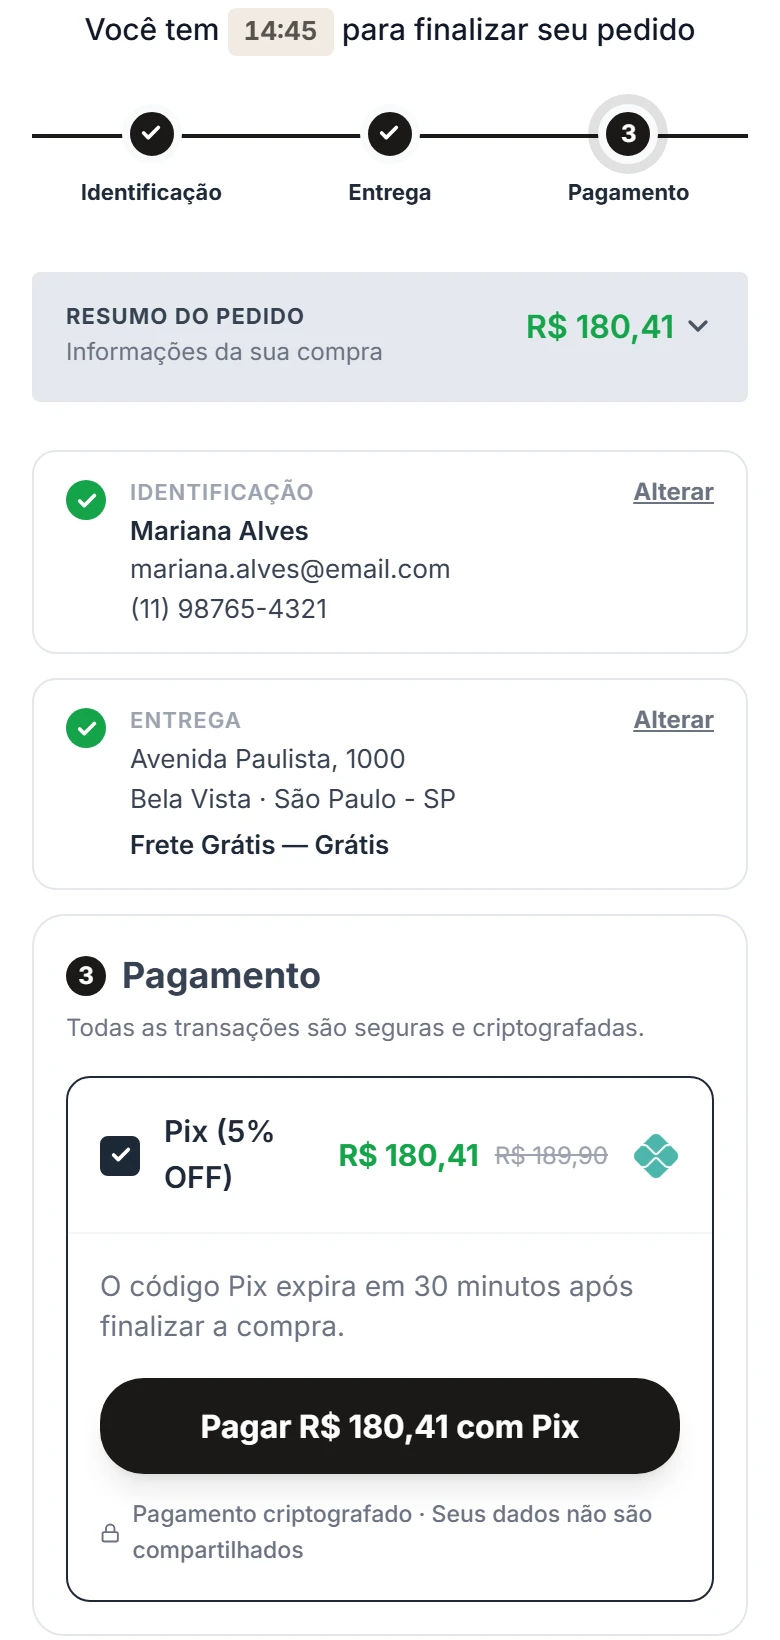 Você tem 14:45 para finalizar seu pedido
3
Identificação Entrega Pagamento
RESUMO DO PEDIDO
R$ 180,41
Informações da sua compra
IDENTIFICAÇÃO Alterar
Mariana Alves
mariana.alves@email.com
(11) 98765-4321
ENTREGA Alterar
Avenida Paulista, 1000
Bela Vista · São Paulo - SP
Frete Grátis — Grátis
3 Pagamento
Todas as transações são seguras e criptografadas.
Pix (5%
OFF)
R$ 180,41 R$ 189,90
O código Pix expira em 30 minutos após
finalizar a compra.
Pagar R$ 180,41 com Pix
Pagamento criptografado · Seus dados não são
compartilhados